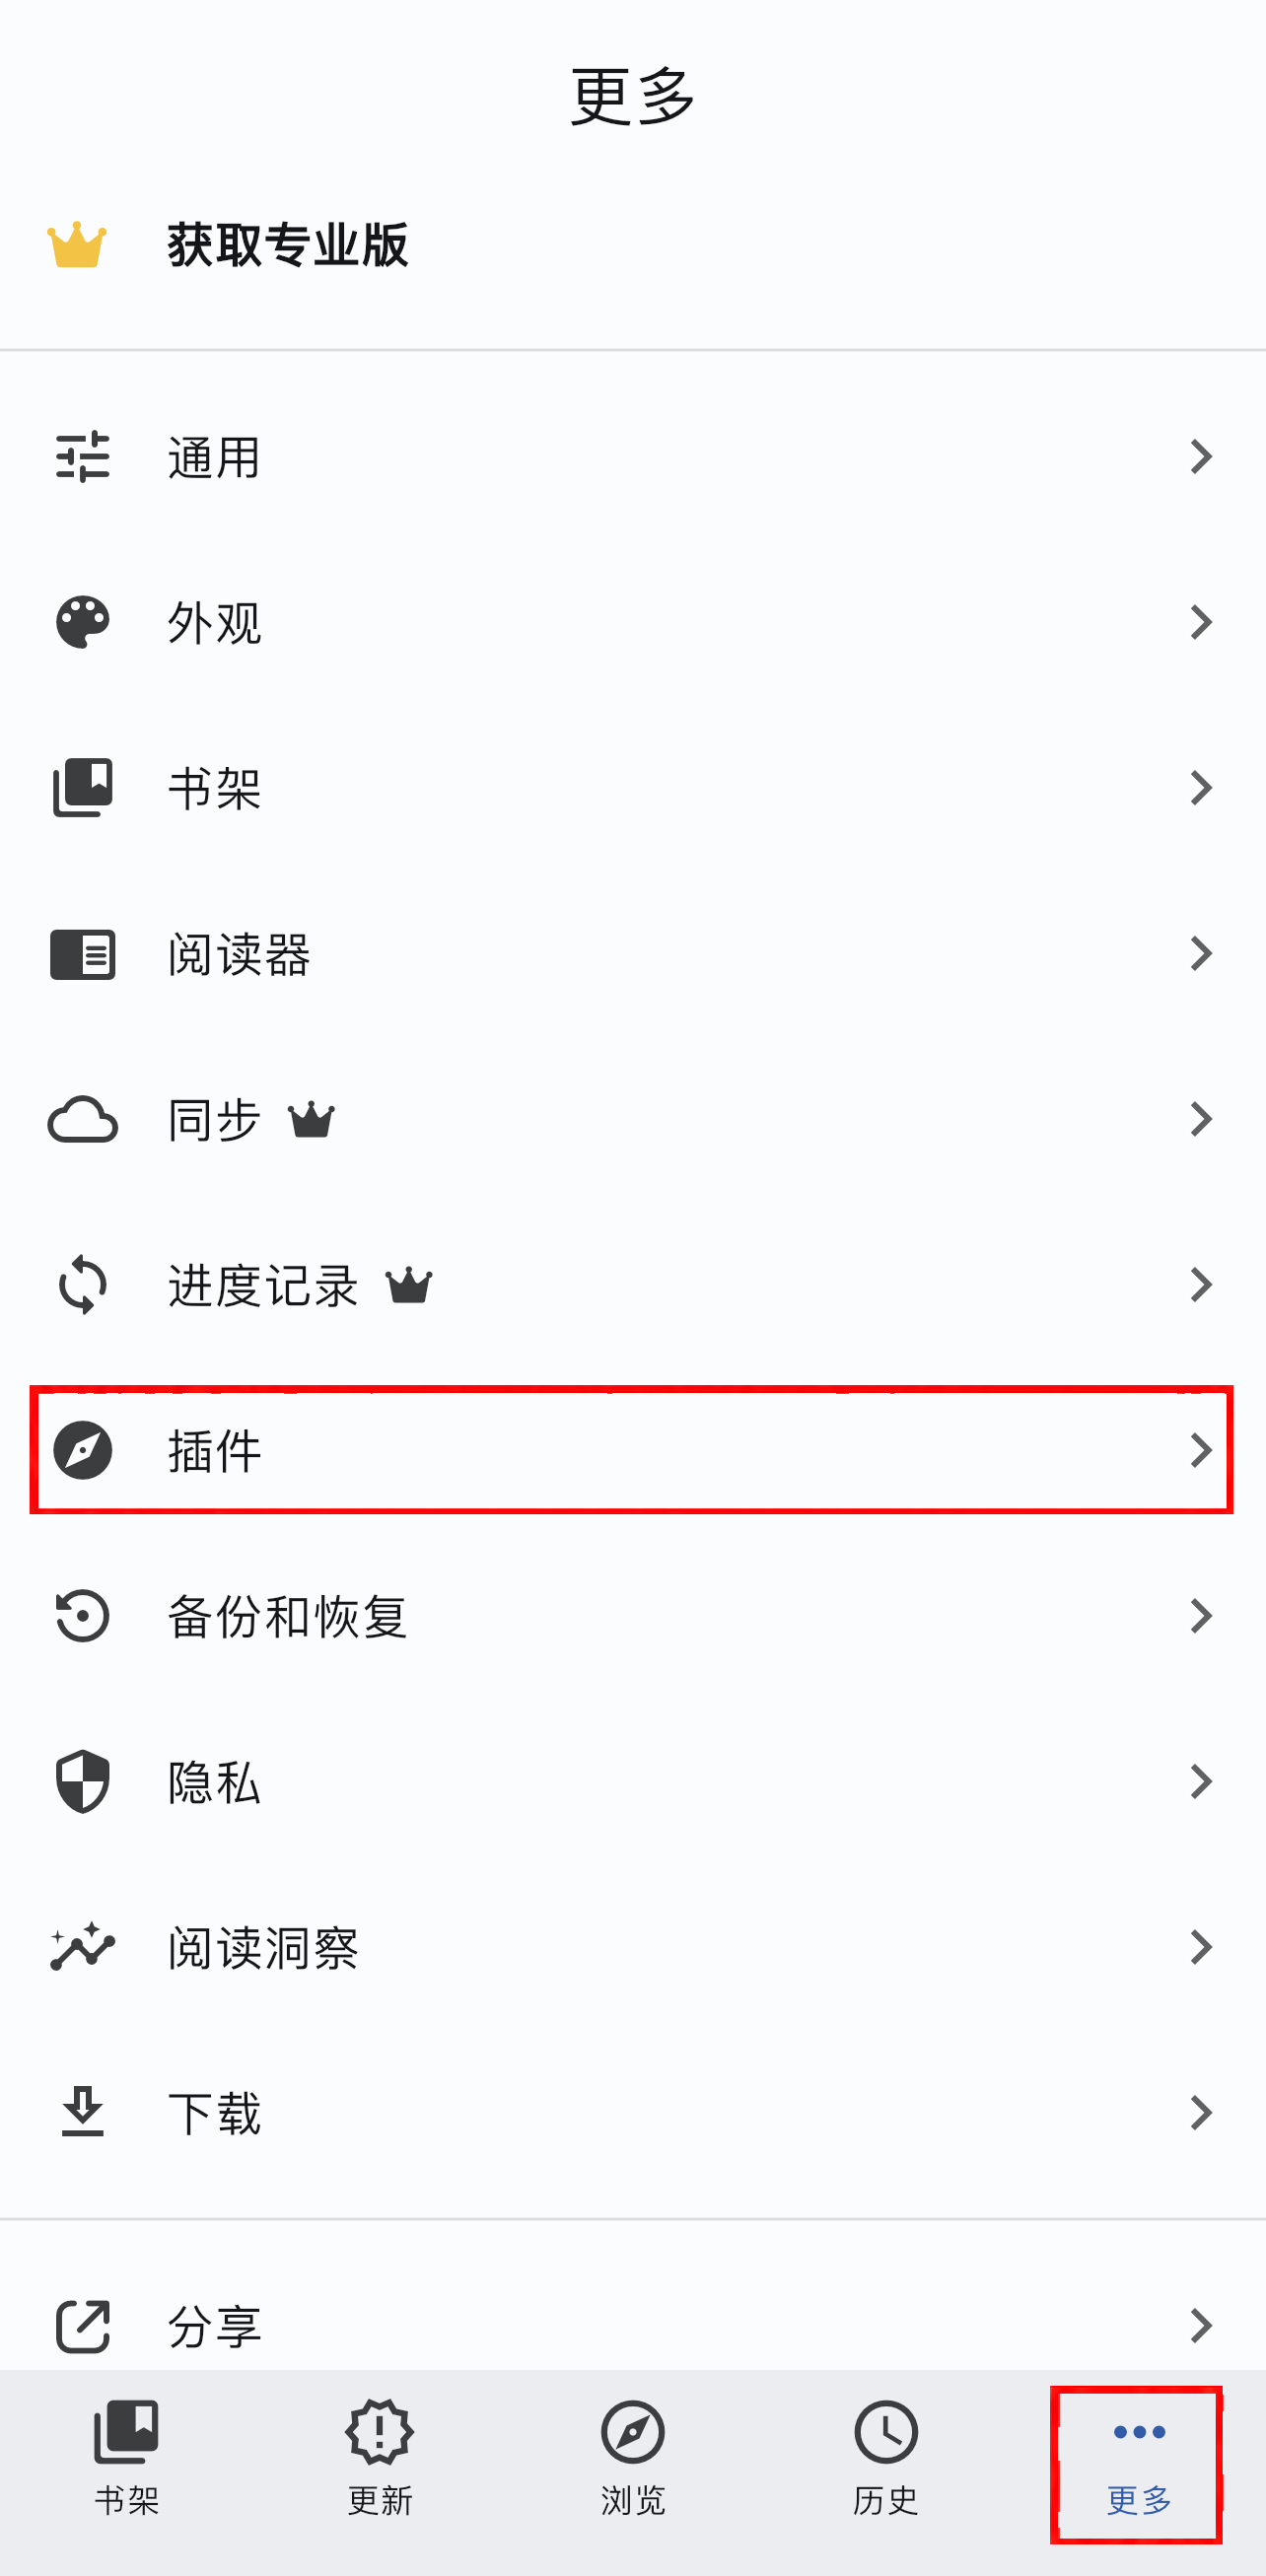 更多
获取专业版
通用
外观
书架
阅读器
同步
进度记录
插件
备份和恢复
隐私
阅读洞察
下载
分享
书架
更新
浏览
历史
更多